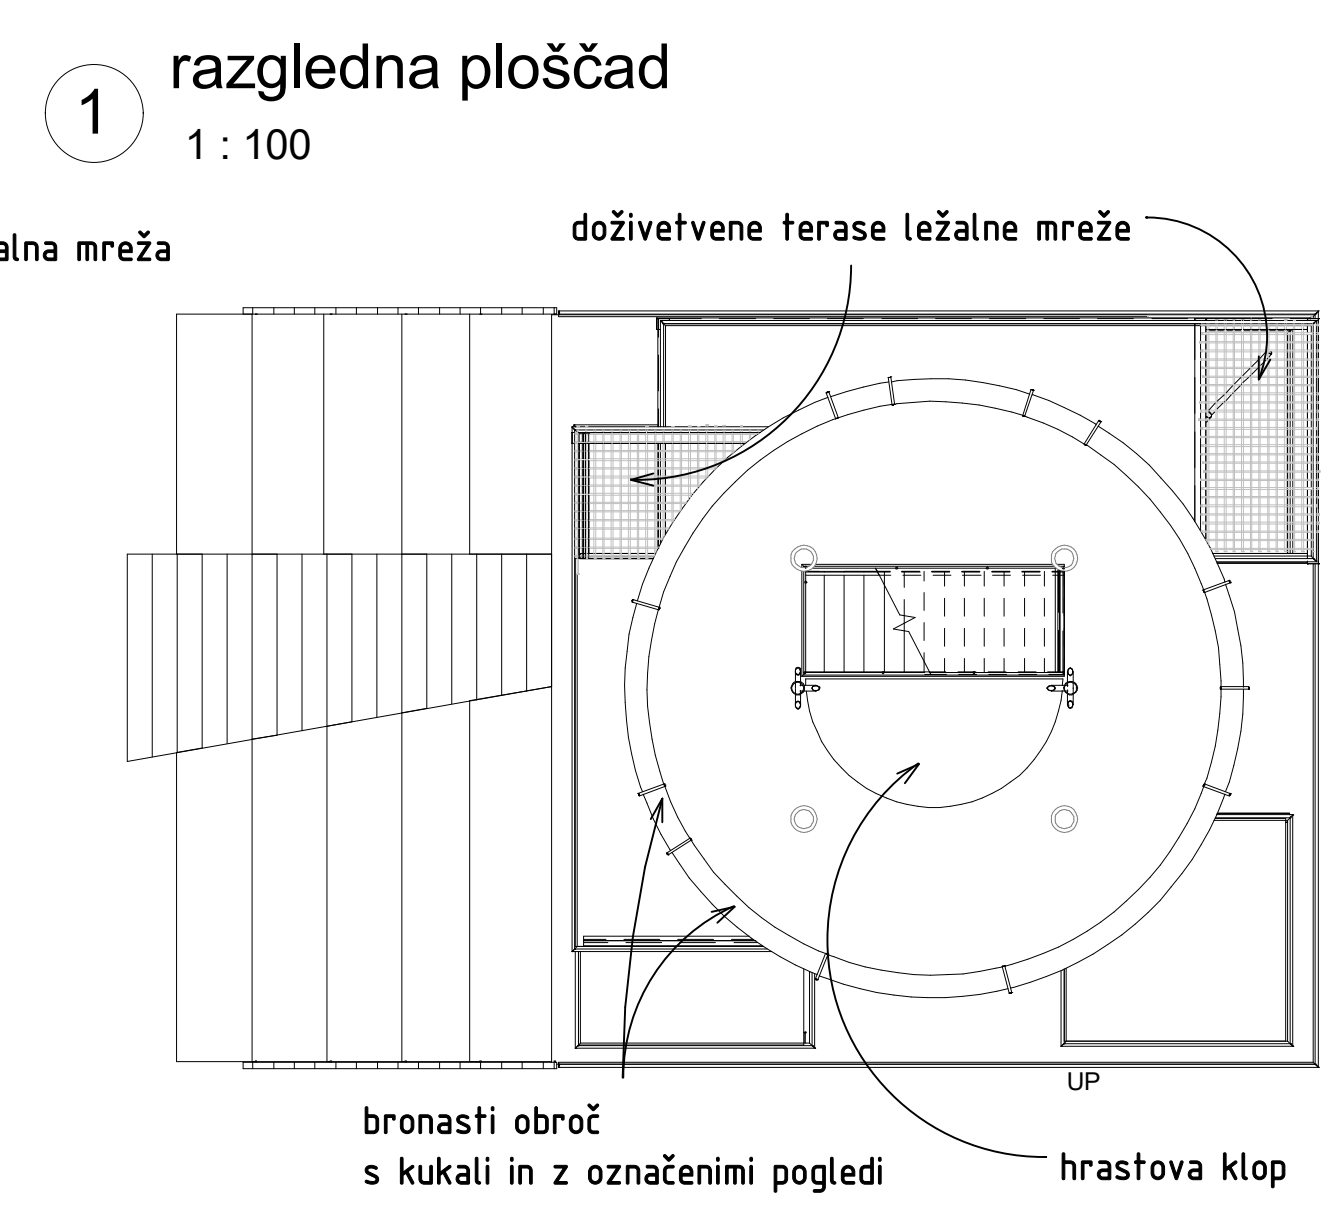 1
razgledna ploščad
1 : 100
alna mreža
doživetvene terase ležalne mreže
UP
bronasti obroč
s kukali in z označenimi pogledi
hrastova klop